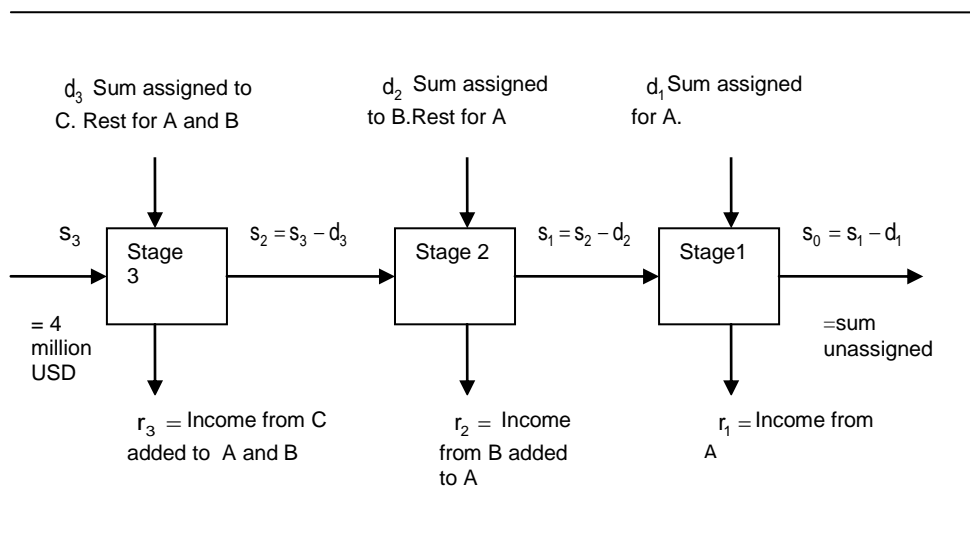 d₃ Sum assigned to
C. Rest for A and B
d₂ Sum assigned
to B.Rest for A
d₁Sum assigned
for A.
s₃
Stage
3
s₂ = s₃ − d₃
Stage 2
s₁ = s₂ − d₂
Stage1
s₀ = s₁ − d₁
= 4
million
USD
=sum
unassigned
r₃ = Income from C
added to A and B
r₂ = Income
from B added
to A
r₁ = Income from
A